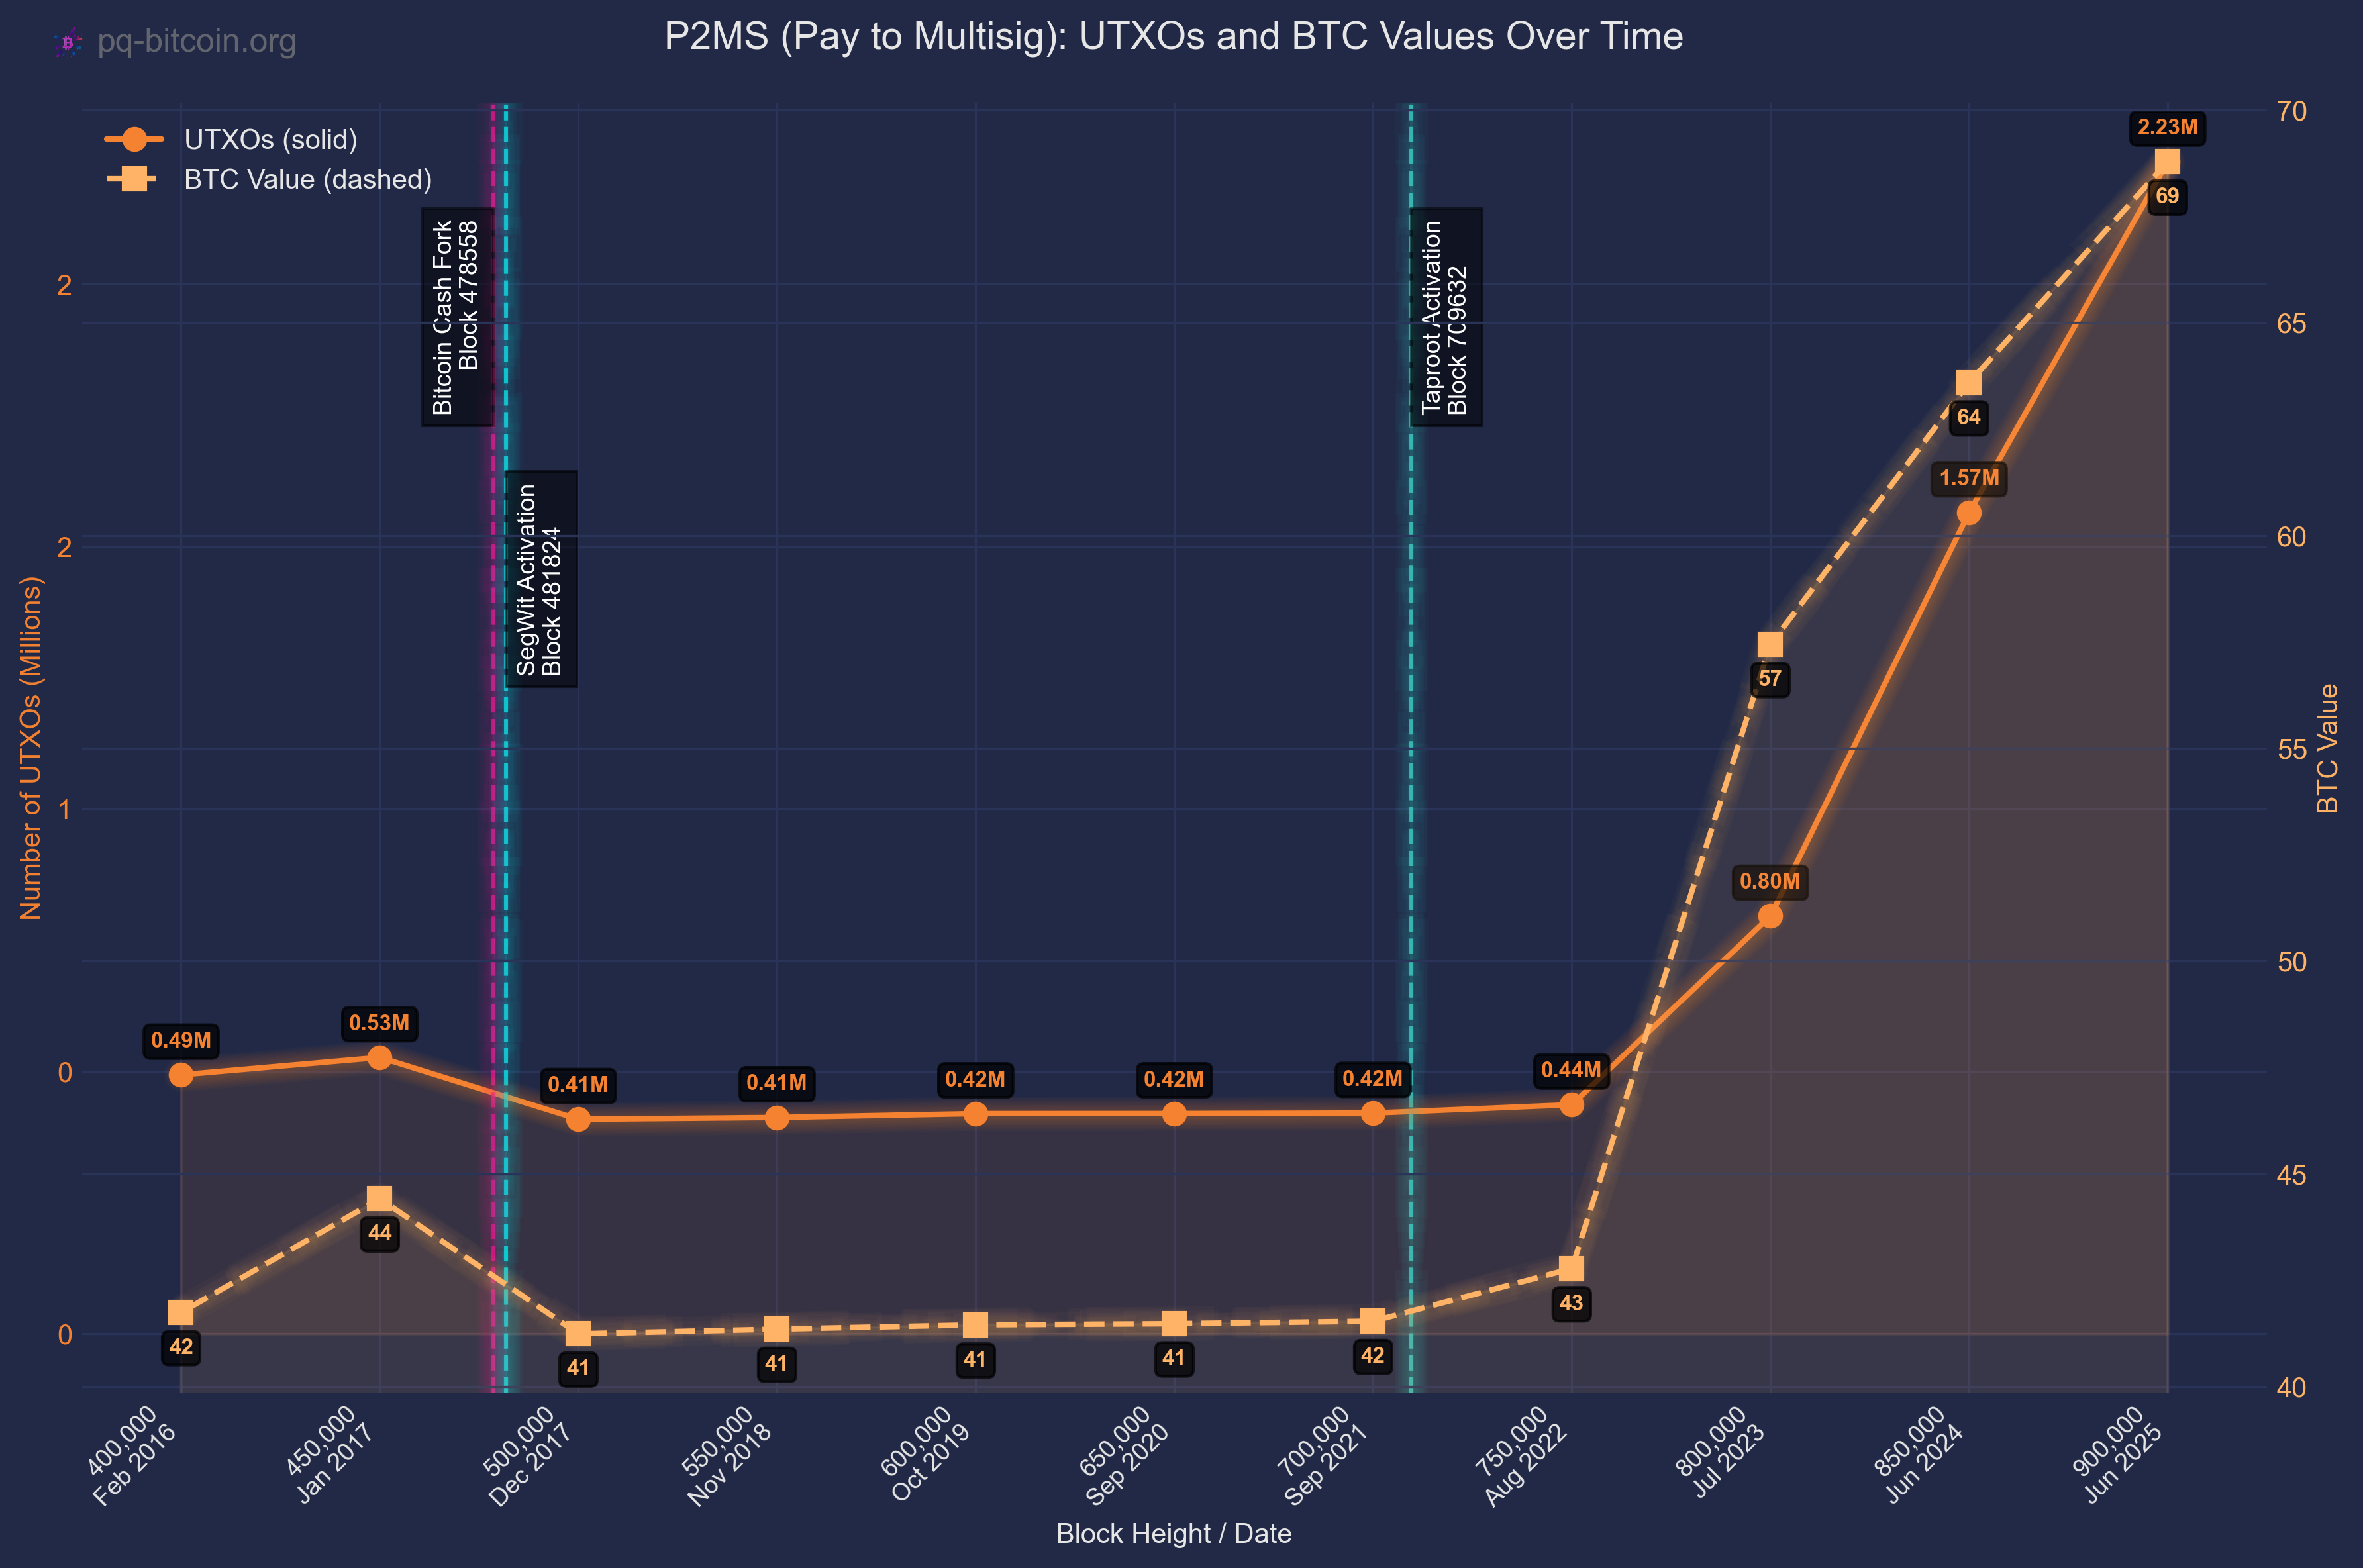 pq-bitcoin.org
P2MS (Pay to Multisig): UTXOs and BTC Values Over Time
UTXOs (solid)
BTC Value (dashed)
Bitcoin Cash Fork
Block 478558
SegWit Activation
Block 481824
Taproot Activation
Block 709632
Number of UTXOs (Millions)
2
2
1
0
0
BTC Value
70
65
60
55
50
45
40
0.49M
0.53M
0.41M
0.41M
0.42M
0.42M
0.42M
0.44M
0.80M
1.57M
2.23M
42
44
41
41
41
41
42
43
57
64
69
400,000
Feb 2016
450,000
Jan 2017
500,000
Dec 2017
550,000
Nov 2018
600,000
Oct 2019
650,000
Sep 2020
700,000
Sep 2021
750,000
Aug 2022
800,000
Jul 2023
850,000
Jun 2024
900,000
Jun 2025
Block Height / Date